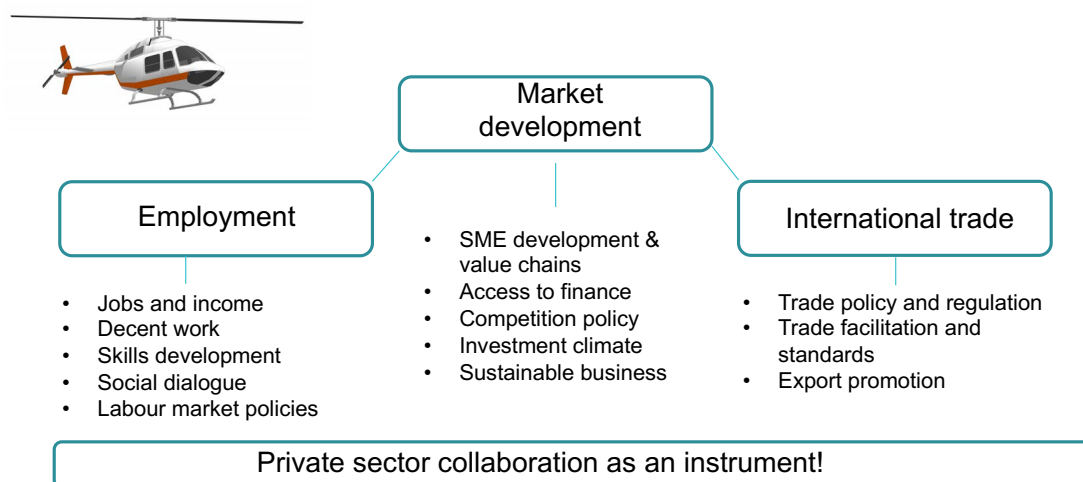 Market
development
Employment
International trade
• Jobs and income
• Decent work
• Skills development
• Social dialogue
• Labour market policies
• SME development &
value chains
• Access to finance
• Competition policy
• Investment climate
• Sustainable business
• Trade policy and regulation
• Trade facilitation and
standards
• Export promotion
Private sector collaboration as an instrument!